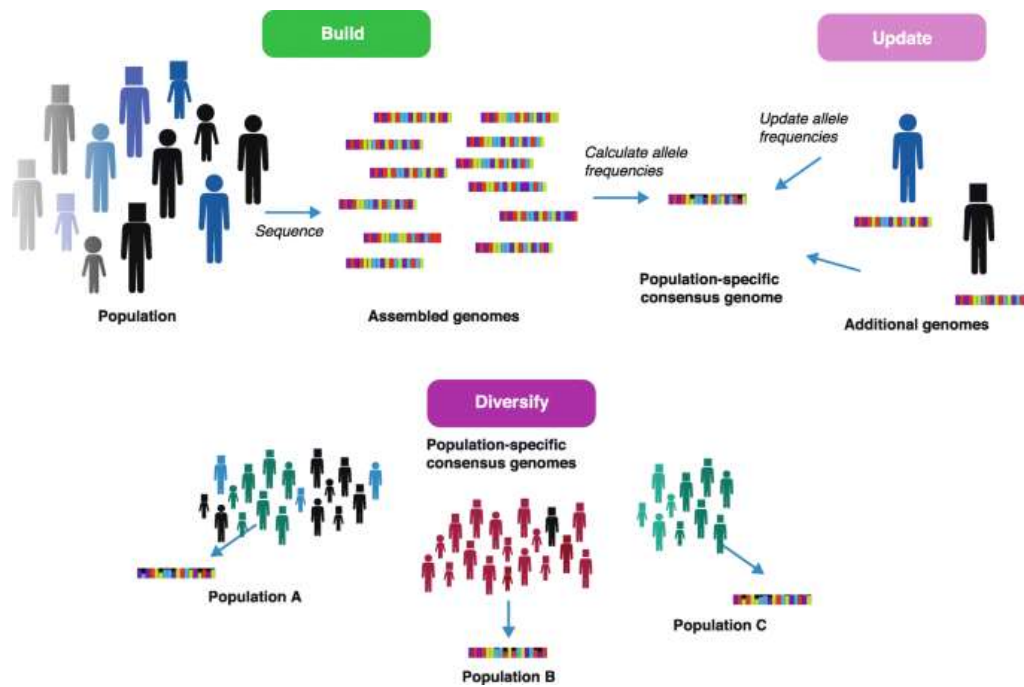 Build
Update
Update allele
frequencies
Calculate allele
frequencies
Sequence
Population-specific
consensus genome
Population
Assembled genomes
Additional genomes
Diversify
Population-specific
consensus genomes
Population A
Population B
Population C